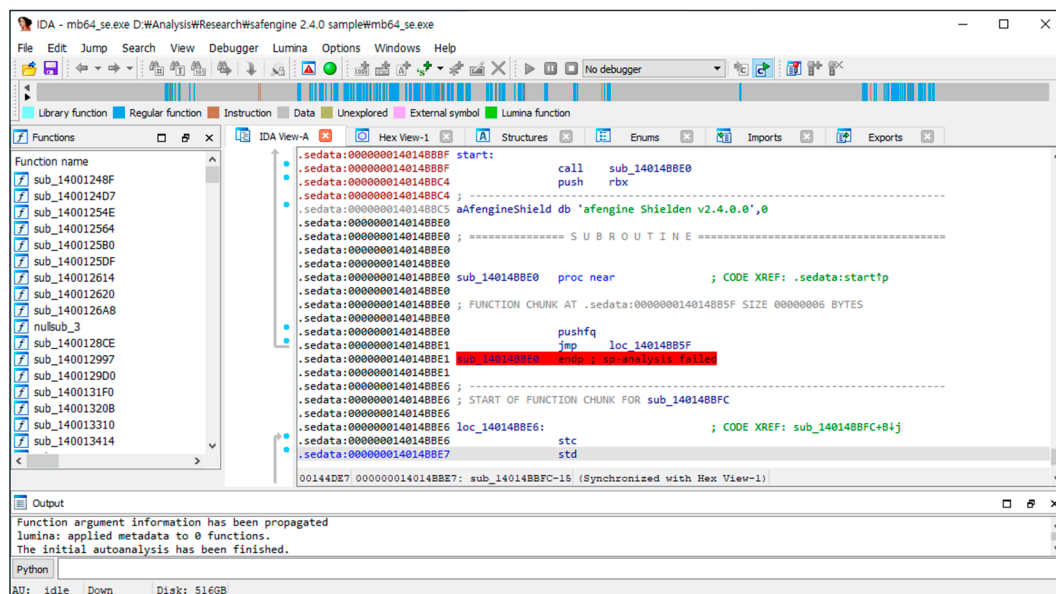 IDA - mb64_se.exe D:₩Analysis₩Research₩safengine 2.4.0 sample₩mb64_se.exe
File Edit Jump Search View Debugger Lumina Options Windows Help
No debugger
Library function Regular function Instruction Data Unexplored External symbol Lumina function
Functions
IDA View-A Hex View-1 Structures Enums Imports Exports
Function name
sub_14001248F
sub_1400124D7
sub_14001254E
sub_140012564
sub_1400125B0
sub_1400125DF
sub_140012614
sub_140012620
sub_1400126A8
nullsub_3
sub_1400128CE
sub_140012997
sub_1400129D0
sub_1400131F0
sub_14001320B
sub_140013310
sub_140013414
.sedata:000000014014BBBF start:
.sedata:000000014014BBBF call sub_14014BBE0
.sedata:000000014014BBC4 push rbx
.sedata:000000014014BBC4 ; ---------------------------------------------------------------------------
.sedata:000000014014BBC5 aAfengineShield db 'afengine Shielden v2.4.0.0',0
.sedata:000000014014BBE0
.sedata:000000014014BBE0 ; =============== S U B R O U T I N E =======================================
.sedata:000000014014BBE0
.sedata:000000014014BBE0
.sedata:000000014014BBE0 sub_14014BBE0 proc near ; CODE XREF: .sedata:start↑p
.sedata:000000014014BBE0
.sedata:000000014014BBE0 ; FUNCTION CHUNK AT .sedata:000000014014BB5F SIZE 00000006 BYTES
.sedata:000000014014BBE0
.sedata:000000014014BBE0 pushfq
.sedata:000000014014BBE1 jmp loc_14014BB5F
.sedata:000000014014BBE1 sub_14014BBE0 endp ; sp-analysis failed
.sedata:000000014014BBE1
.sedata:000000014014BBE6 ; ---------------------------------------------------------------------------
.sedata:000000014014BBE6 ; START OF FUNCTION CHUNK FOR sub_14014BBFC
.sedata:000000014014BBE6
.sedata:000000014014BBE6 loc_14014BBE6: ; CODE XREF: sub_14014BBFC+B↓j
.sedata:000000014014BBE6 stc
.sedata:000000014014BBE7 std
00144DE7 000000014014BBE7: sub_14014BBFC-15 (Synchronized with Hex View-1)
Output
Function argument information has been propagated
lumina: applied metadata to 0 functions.
The initial autoanalysis has been finished.
Python
AU: idle Down Disk: 516GB